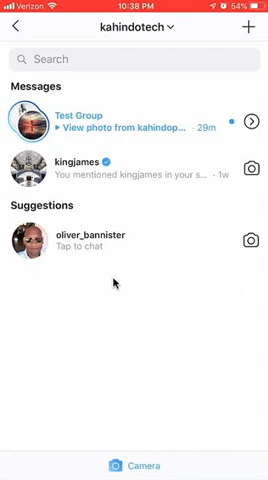 Verizon 10:38 PM 54%
kahindotech
Search
Messages
Test Group
View photo from kahindop... · 29m
kingjames
You mentioned kingjames in your s... · 1w
Suggestions
oliver_bannister
Tap to chat
Camera